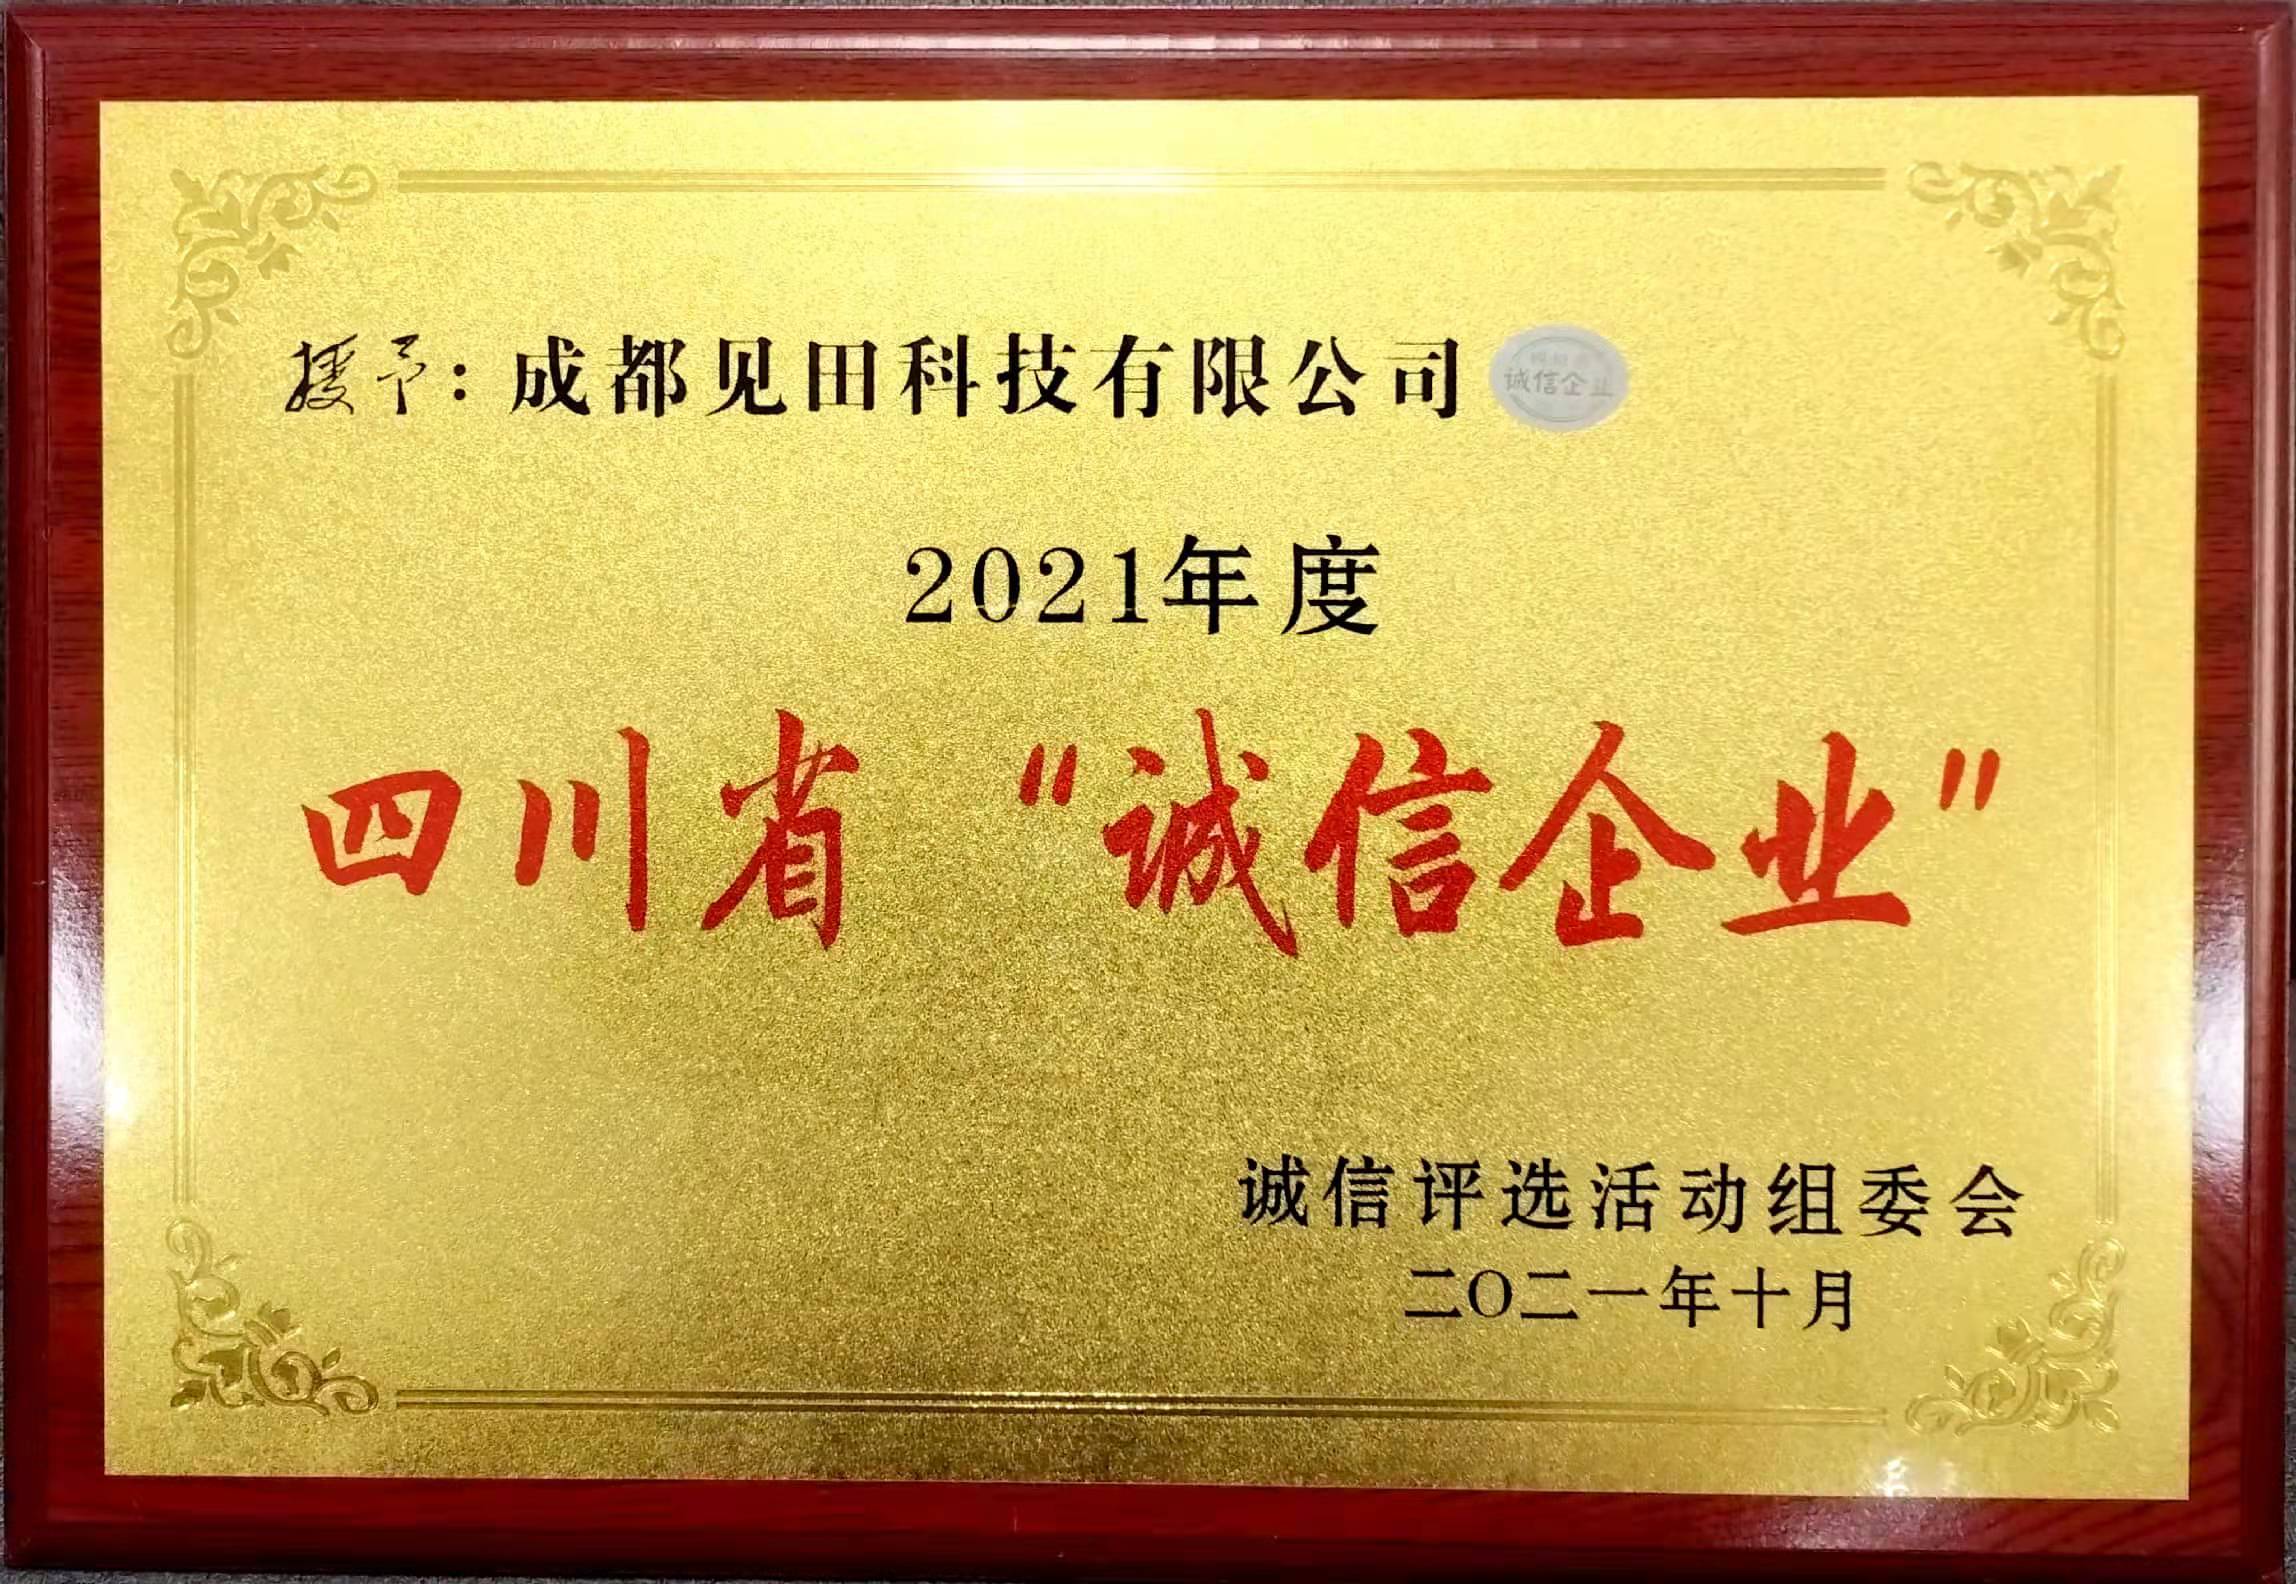 授予：成都见田科技有限公司
诚信企业
2021年度
四川省“诚信企业”
诚信评选活动组委会
二〇二一年十月